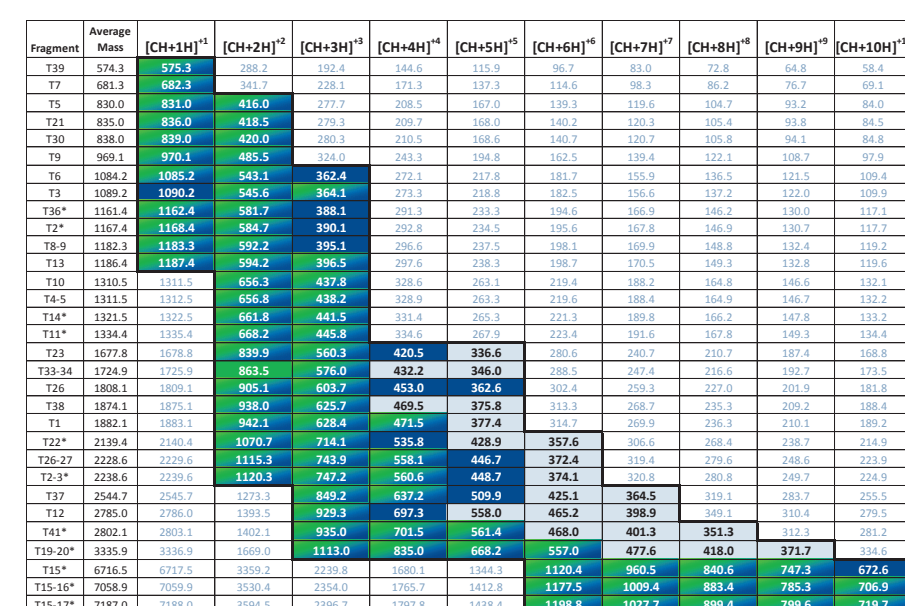 Fragment Average Mass [CH+1H]+1 [CH+2H]+2 [CH+3H]+3 [CH+4H]+4 [CH+5H]+5 [CH+6H]+6 [CH+7H]+7 [CH+8H]+8 [CH+9H]+9 [CH+10H]+1
T39 574.3 575.3 288.2 192.4 144.6 115.9 96.7 83.0 72.8 64.8 58.4
T7 681.3 682.3 341.7 228.1 171.3 137.3 114.6 98.3 86.2 76.7 69.1
T5 830.0 831.0 416.0 277.7 208.5 167.0 139.3 119.6 104.7 93.2 84.0
T21 835.0 836.0 418.5 279.3 209.7 168.0 140.2 120.3 105.4 93.8 84.5
T30 838.0 839.0 420.0 280.3 210.5 168.6 140.7 120.7 105.8 94.1 84.8
T9 969.1 970.1 485.5 324.0 243.3 194.8 162.5 139.4 122.1 108.7 97.9
T6 1084.2 1085.2 543.1 362.4 272.1 217.8 181.7 155.9 136.5 121.5 109.4
T3 1089.2 1090.2 545.6 364.1 273.3 218.8 182.5 156.6 137.2 122.0 109.9
T36* 1161.4 1162.4 581.7 388.1 291.3 233.3 194.6 166.9 146.2 130.0 117.1
T2* 1167.4 1168.4 584.7 390.1 292.8 234.5 195.6 167.8 146.9 130.7 117.7
T8-9 1182.3 1183.3 592.2 395.1 296.6 237.5 198.1 169.9 148.8 132.4 119.2
T13 1186.4 1187.4 594.2 396.5 297.6 238.3 198.7 170.5 149.3 132.8 119.6
T10 1310.5 1311.5 656.3 437.8 328.6 263.1 219.4 188.2 164.8 146.6 132.1
T4-5 1311.5 1312.5 656.8 438.2 328.9 263.3 219.6 188.4 164.9 146.7 132.2
T14* 1321.5 1322.5 661.8 441.5 331.4 265.3 221.3 189.8 166.2 147.8 133.2
T11* 1334.4 1335.4 668.2 445.8 334.6 267.9 223.4 191.6 167.8 149.3 134.4
T23 1677.8 1678.8 839.9 560.3 420.5 336.6 280.6 240.7 210.7 187.4 168.8
T33-34 1724.9 1725.9 863.5 576.0 432.2 346.0 288.5 247.4 216.6 192.7 173.5
T26 1808.1 1809.1 905.1 603.7 453.0 362.6 302.4 259.3 227.0 201.9 181.8
T38 1874.1 1875.1 938.0 625.7 469.5 375.8 313.3 268.7 235.3 209.2 188.4
T1 1882.1 1883.1 942.1 628.4 471.5 377.4 314.7 269.9 236.3 210.1 189.2
T22* 2139.4 2140.4 1070.7 714.1 535.8 428.9 357.6 306.6 268.4 238.7 214.9
T26-27 2228.6 2229.6 1115.3 743.9 558.1 446.7 372.4 319.4 279.6 248.6 223.9
T2-3* 2238.6 2239.6 1120.3 747.2 560.6 448.7 374.1 320.8 280.8 249.7 224.9
T37 2544.7 2545.7 1273.3 849.2 637.2 509.9 425.1 364.5 319.1 283.7 255.5
T12 2785.0 2786.0 1393.5 929.3 697.3 558.0 465.2 398.9 349.1 310.4 279.5
T41* 2802.1 2803.1 1402.1 935.0 701.5 561.4 468.0 401.3 351.3 312.3 281.2
T19-20* 3335.9 3336.9 1669.0 1113.0 835.0 668.2 557.0 477.6 418.0 371.7 334.6
T15* 6716.5 6717.5 3359.2 2239.8 1680.1 1344.3 1120.4 960.5 840.6 747.3 672.6
T15-16* 7058.9 7059.9 3530.4 2354.0 1765.7 1412.8 1177.5 1009.4 883.4 785.3 706.9
T15-17* 7187.0 7188.0 3594.5 2396.7 1797.8 1438.4 1198.8 1027.7 899.4 799.6 719.7